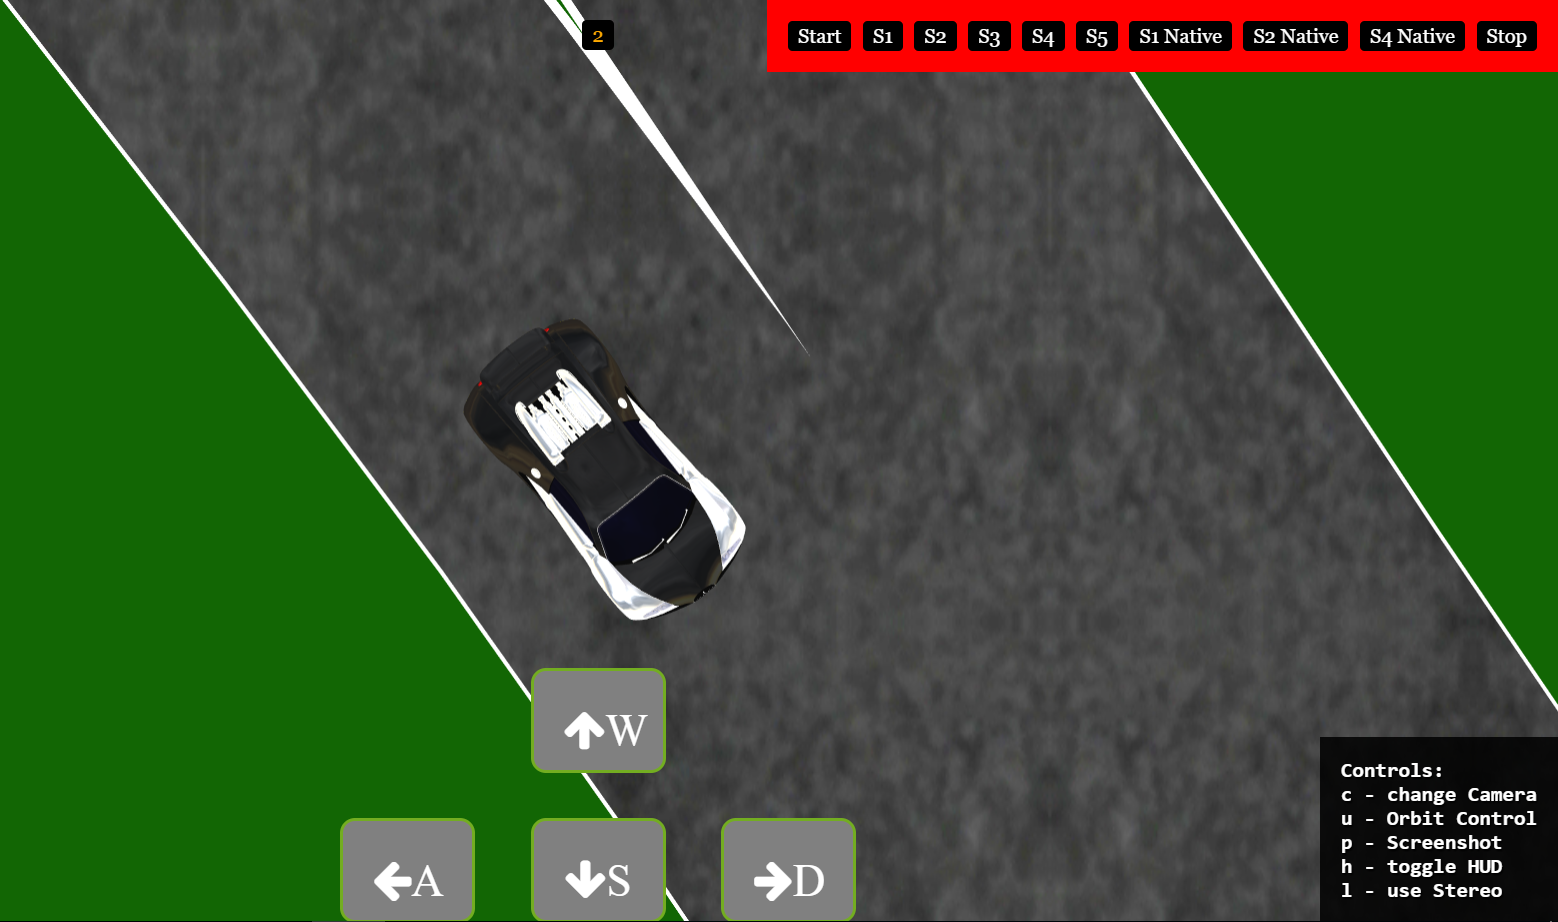 2
Start S1 S2 S3 S4 S5 S1 Native S2 Native S4 Native Stop
W
A S D
Controls:
c - change Camera
u - Orbit Control
p - Screenshot
h - toggle HUD
l - use Stereo